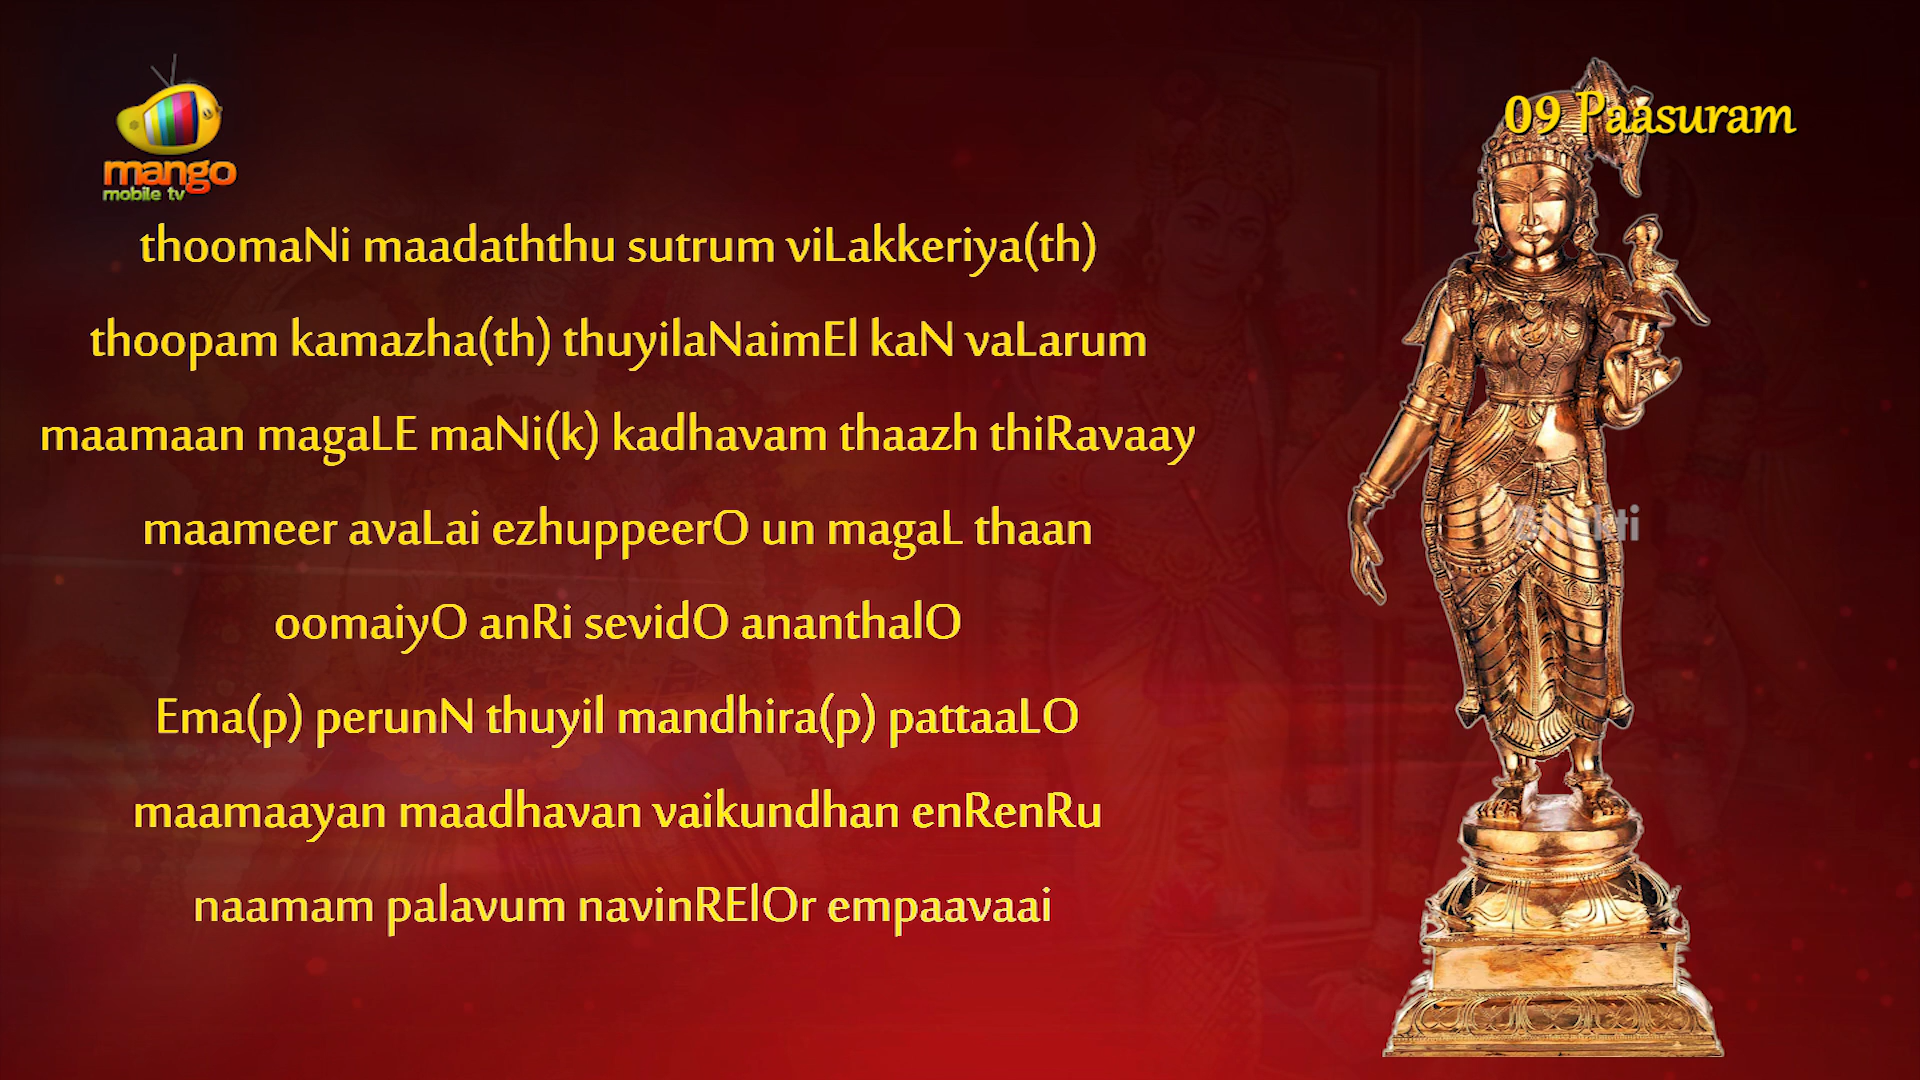 mango
mobile tv
09 Paasuram
thoomaNi maadaththu sutrum viLakkeriya(th)
thoopam kamazha(th) thuyilaNaimEl kaN vaLarum
maamaan magaLE maNi(k) kadhavam thaazh thiRavaay
maameer avaLai ezhuppeerO un magaL thaan
oomaiyO anRi sevidO ananthalO
Ema(p) perunN thuyil mandhira(p) pattaaLO
maamaayan maadhavan vaikundhan enRenRu
naamam palavum navinRElOr empaavaai
Bhakti